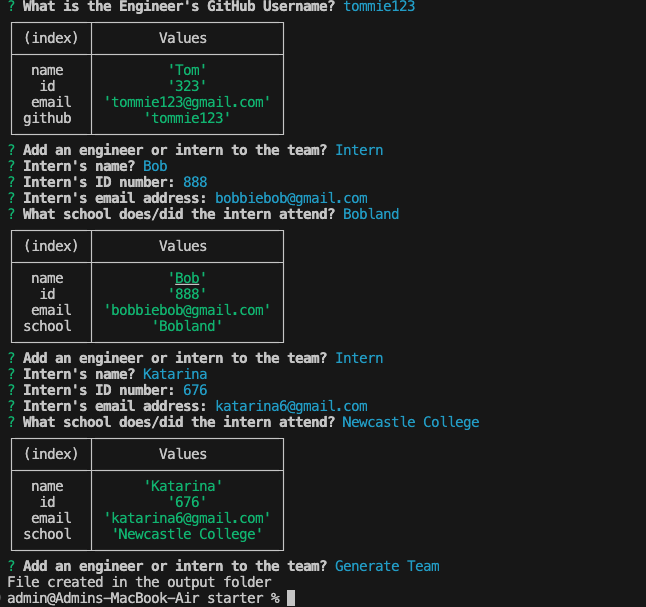 ? What is the Engineer's GitHub Username? tommie123
(index) Values
name 'Tom'
id '323'
email 'tommie123@gmail.com'
github 'tommie123'
? Add an engineer or intern to the team? Intern
? Intern's name? Bob
? Intern's ID number: 888
? Intern's email address: bobbiebob@gmail.com
? What school does/did the intern attend? Bobland
(index) Values
name 'Bob'
id '888'
email 'bobbiebob@gmail.com'
school 'Bobland'
? Add an engineer or intern to the team? Intern
? Intern's name? Katarina
? Intern's ID number: 676
? Intern's email address: katarina6@gmail.com
? What school does/did the intern attend? Newcastle College
(index) Values
name 'Katarina'
id '676'
email 'katarina6@gmail.com'
school 'Newcastle College'
? Add an engineer or intern to the team? Generate Team
File created in the output folder
admin@Admins-MacBook-Air starter %